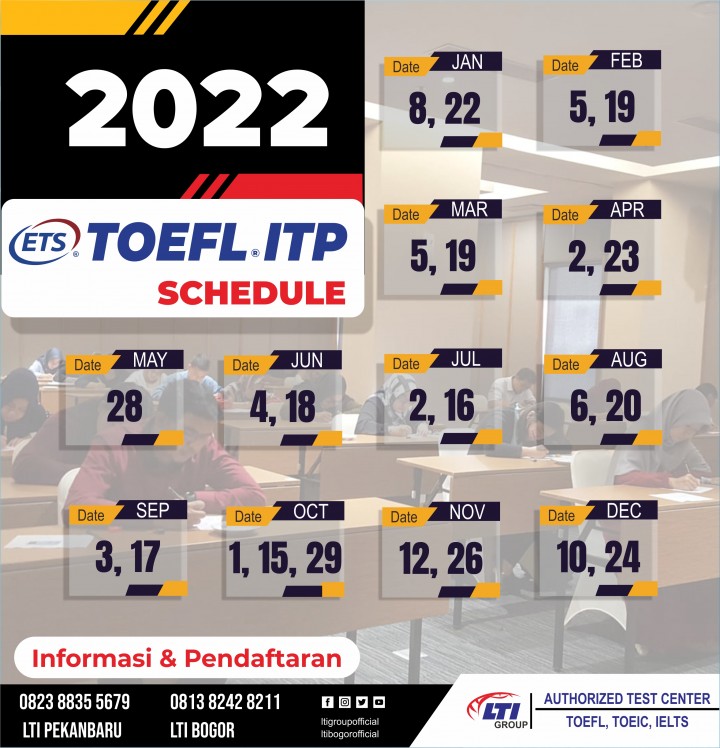 2022
ETS® TOEFL® ITP
SCHEDULE
Date JAN
8, 22
Date FEB
5, 19
Date MAR
5, 19
Date APR
2, 23
Date MAY
28
Date JUN
4, 18
Date JUL
2, 16
Date AUG
6, 20
Date SEP
3, 17
Date OCT
1, 15, 29
Date NOV
12, 26
Date DEC
10, 24
Informasi & Pendaftaran
0823 8835 5679
LTI PEKANBARU
0813 8242 8211
LTI BOGOR
ltigroupofficial
ltibogorofficial
LTI
GROUP
AUTHORIZED TEST CENTER
TOEFL, TOEIC, IELTS